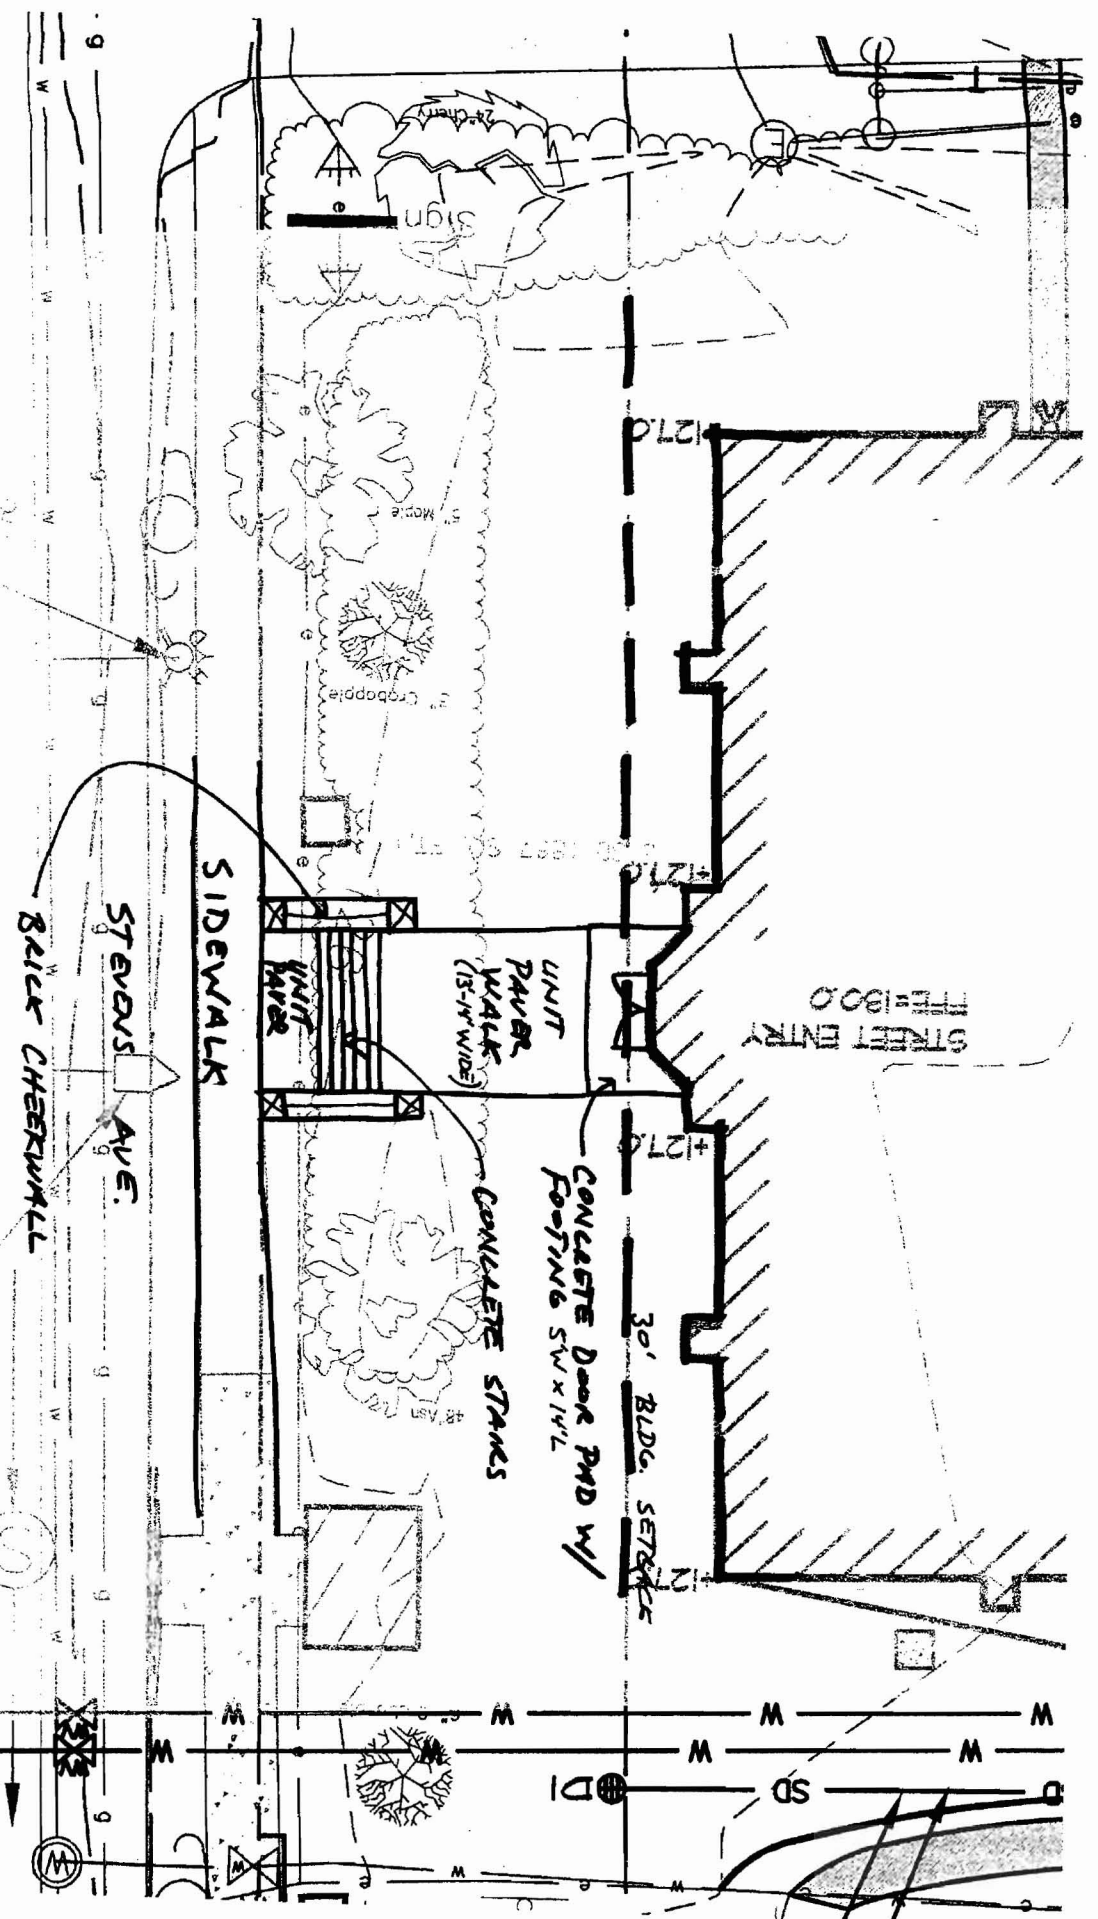 24" Cherry
E
Sign
+127.0
5" Maple
3" Crabapple
+127.0
SIDEWALK
STEVENS AVE.
BRICK CHEEKWALL
UNIT
PAVER
UNIT
PAVER
WALK
(13'-4" WIDE)
STREET ENTRY
FFE=130.0
+127.0
CONCRETE STAIRS
CONCRETE DOOR PAD W/
FOOTING 5'W x 14'L
30' BLDG. SETBACK
48" Ash
+127
W W W W
W W W W
DI SD D
W